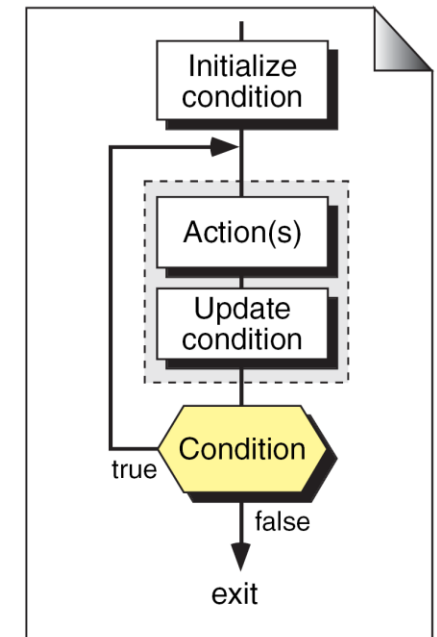 Initialize
condition
Action(s)
Update
condition
Condition
true
false
exit